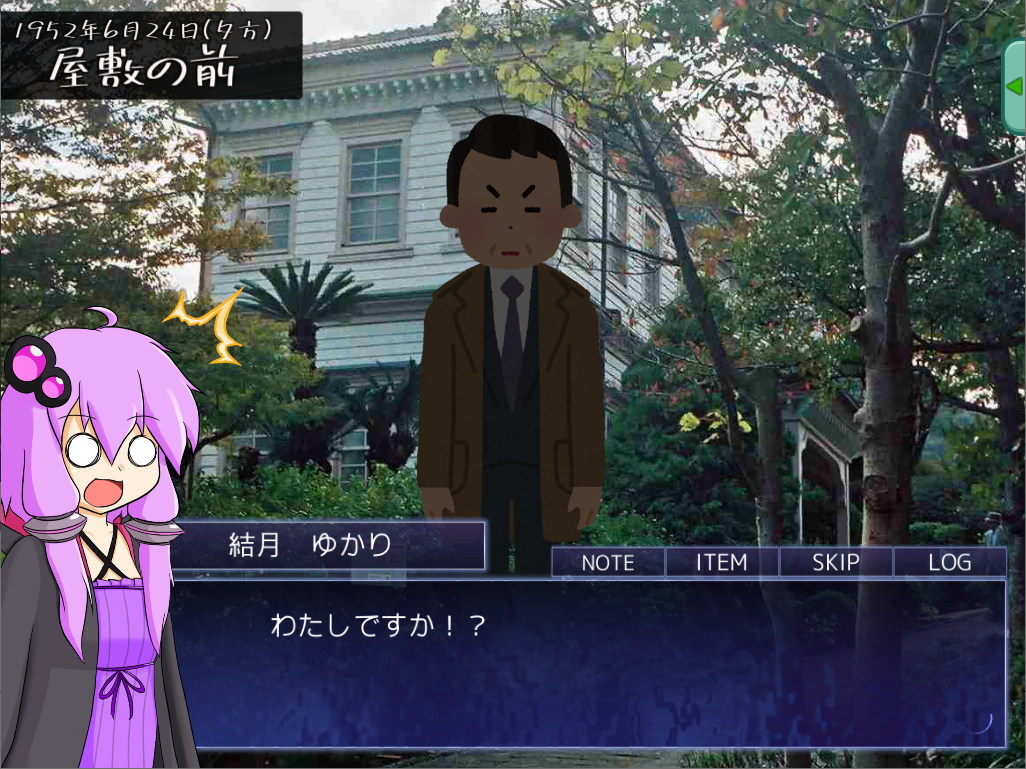 1952年6月24日(夕方)
屋敷の前
結月　ゆかり
NOTE
ITEM
SKIP
LOG
わたしですか！？